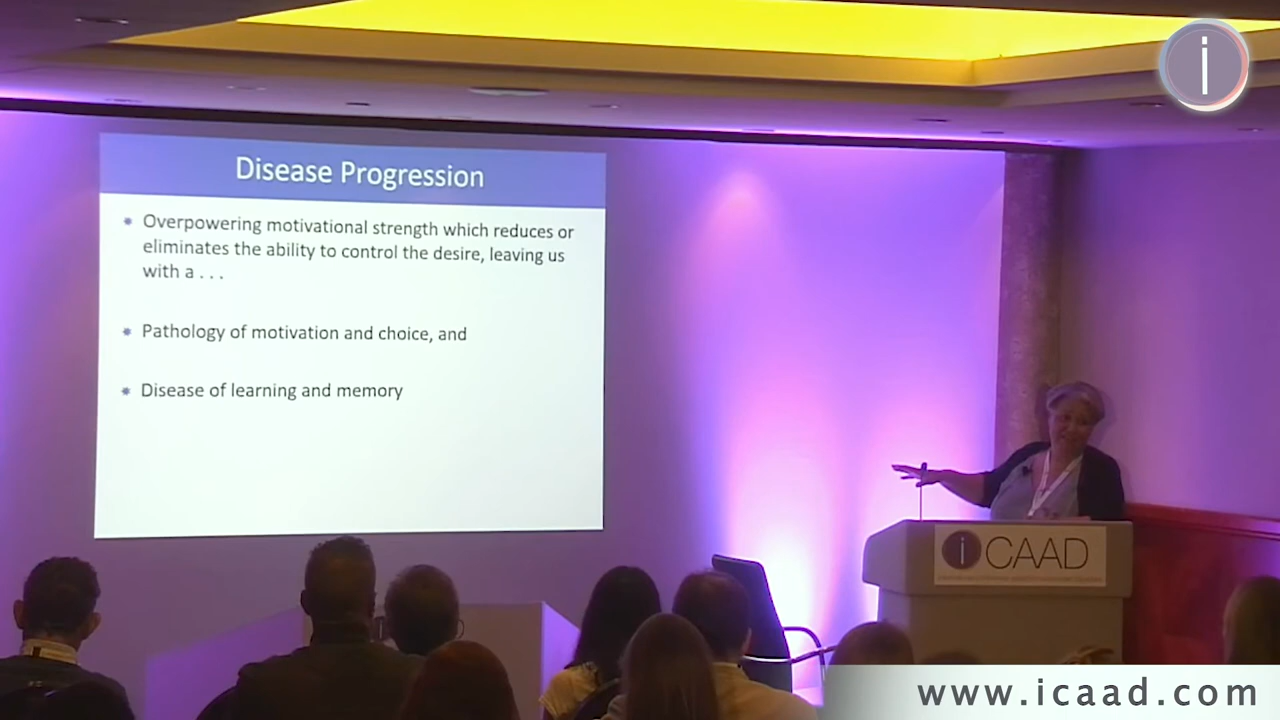 i
Disease Progression
Overpowering motivational strength which reduces or
eliminates the ability to control the desire, leaving us
with a . . .
Pathology of motivation and choice, and
Disease of learning and memory
iCAAD
www.icaad.com